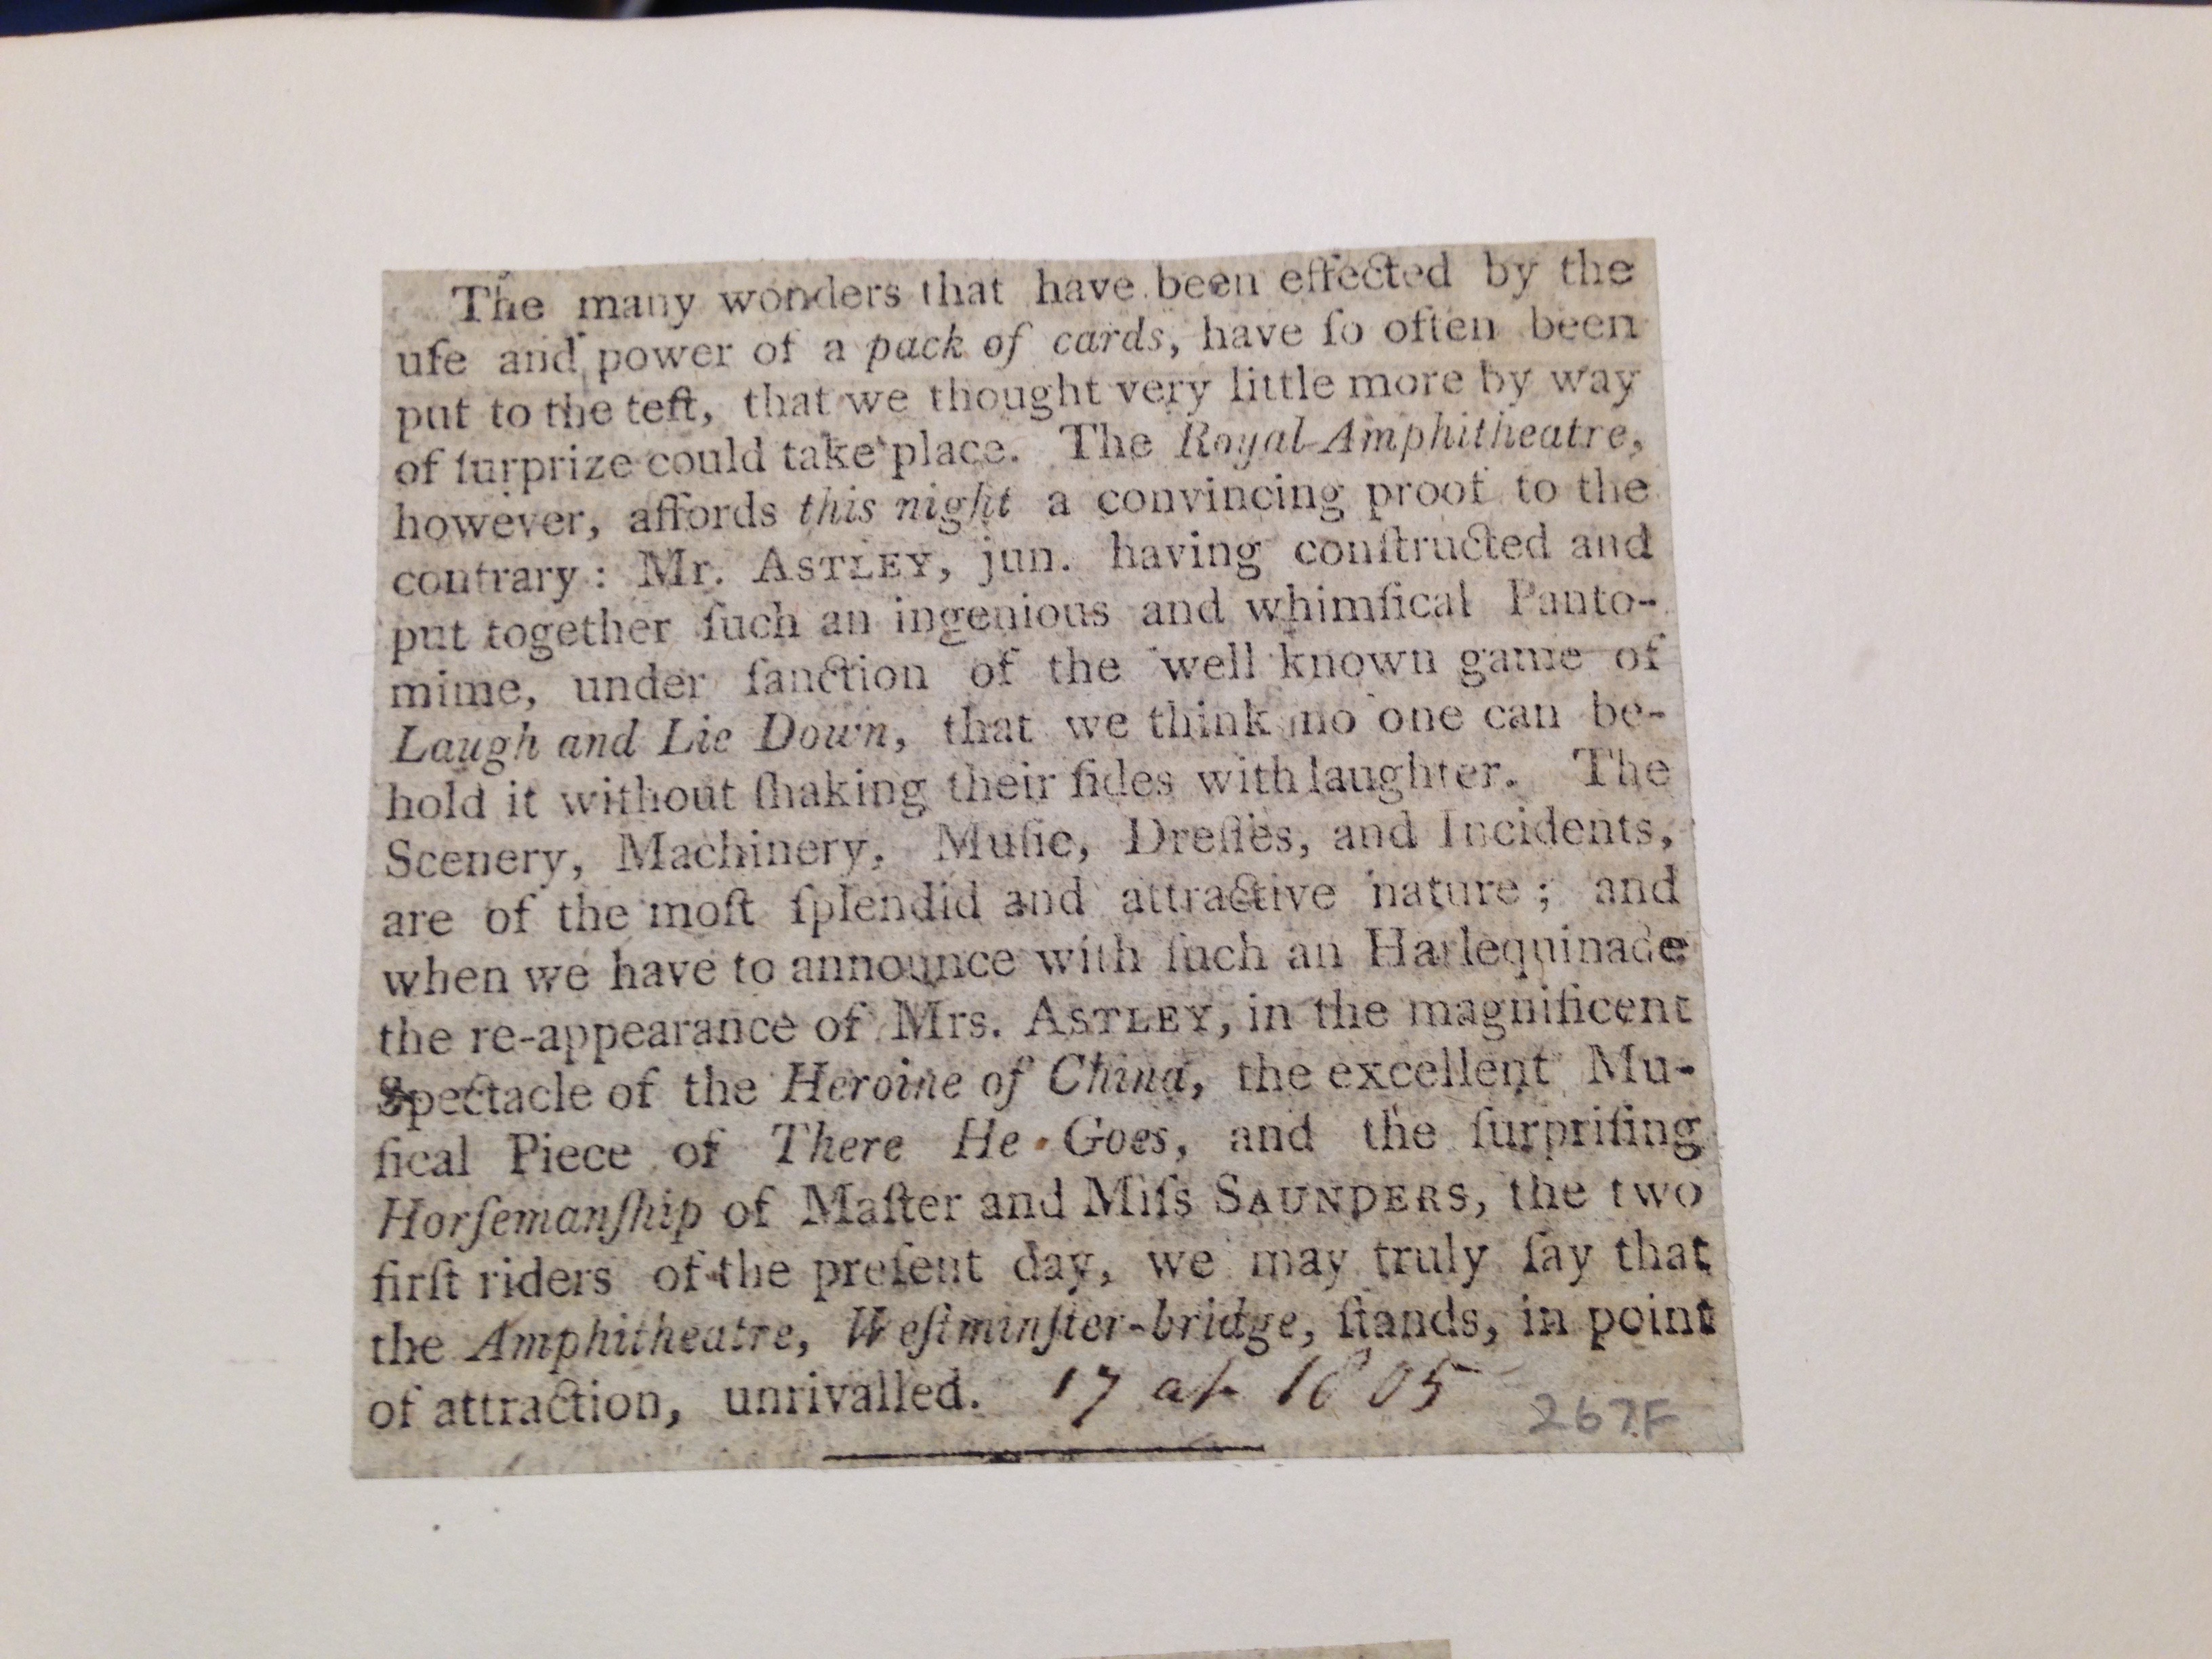 The many wonders that have been effected by the
uſe and power of a pack of cards, have ſo often been
put to the teſt, that we thought very little more by way
of ſurprize could take place. The Royal Amphitheatre,
however, affords this night a convincing proof to the
contrary : Mr. ASTLEY, jun. having conſtructed and
put together ſuch an ingenious and whimſical Panto-
mime, under ſanction of the well known game of
Laugh and Lie Down, that we think no one can be-
hold it without ſhaking their ſides with laughter. The
Scenery, Machinery, Muſic, Dreſſes, and Incidents,
are of the moſt ſplendid and attractive nature ; and
when we have to announce with ſuch an Harlequinade
the re-appearance of Mrs. ASTLEY, in the magnificent
Spectacle of the Heroine of China, the excellent Mu-
ſical Piece of There He Goes, and the ſurpriſing
Horſemanſhip of Maſter and Miſs SAUNDERS, the two
firſt riders of the preſent day, we may truly ſay that
the Amphitheatre, Weſtminſter-bridge, ſtands, in point
of attraction, unrivalled. 17 ap 1805
267.F